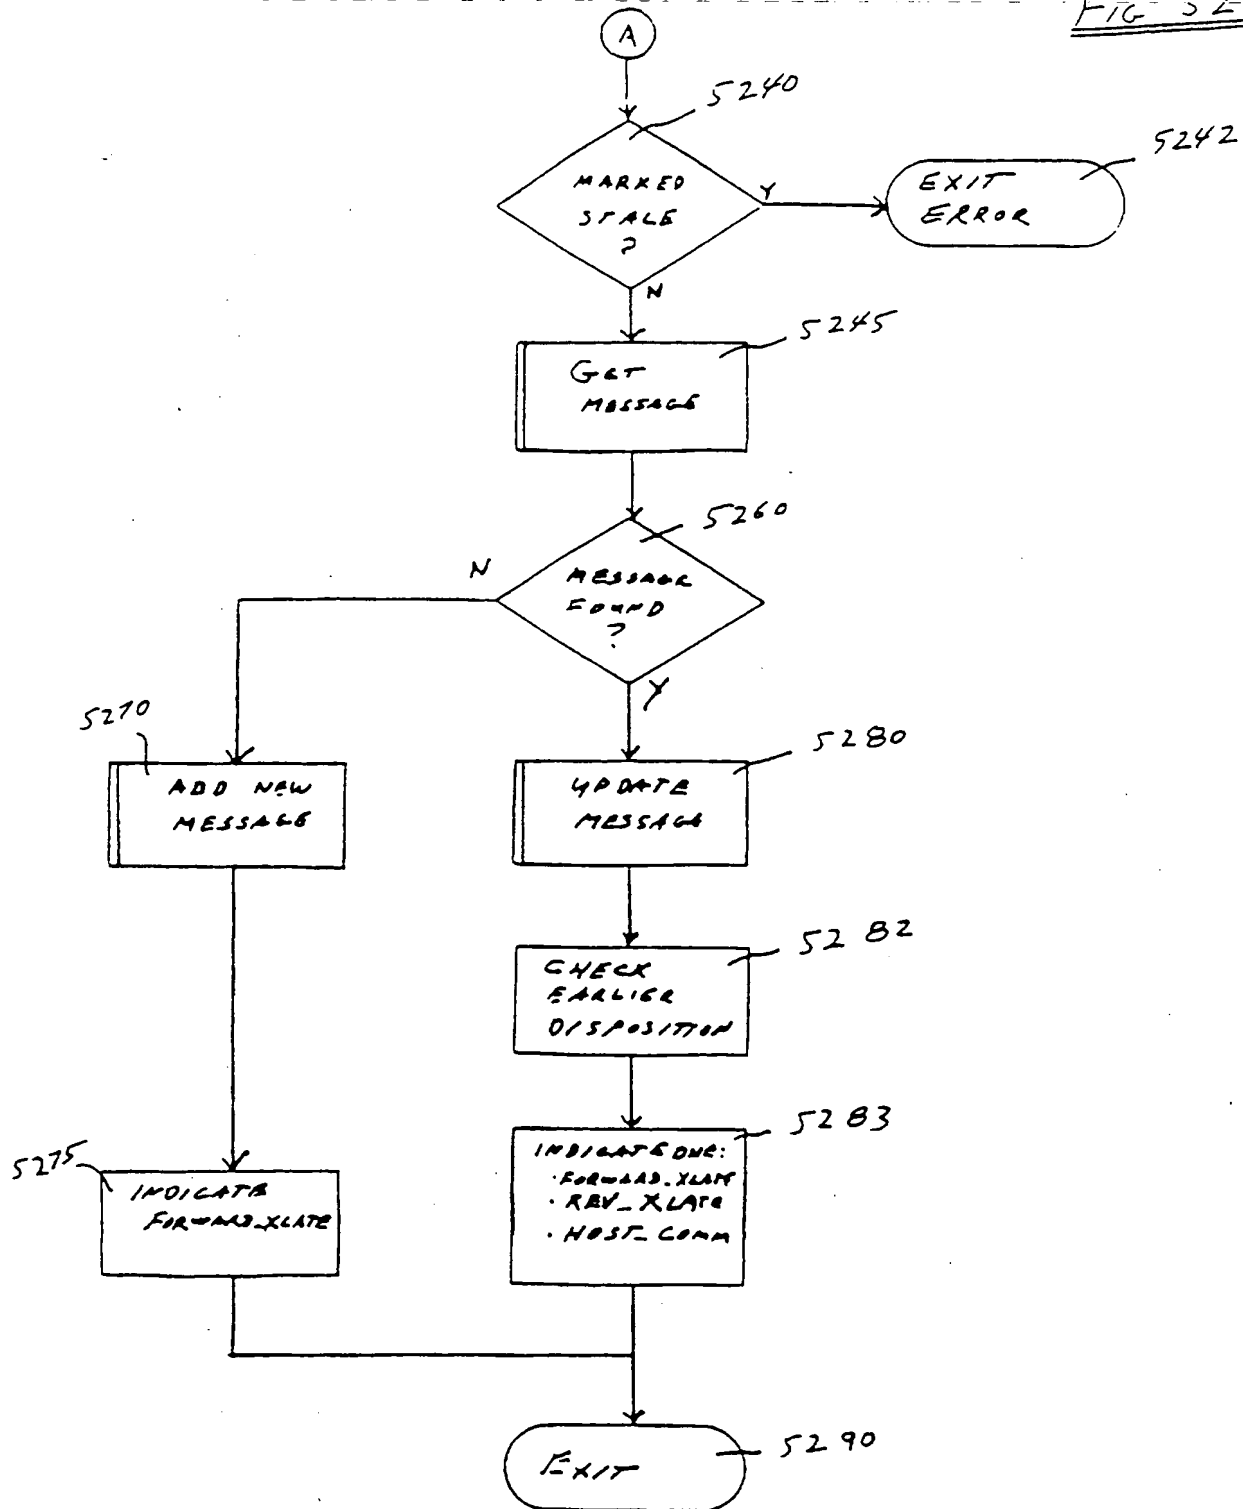 FIG 52
A
5240
MARKED
STALE
?
Y
5242
EXIT
ERROR
N
5245
GET
MESSAGE
5260
MESSAGE
FOUND
?
N
Y
5270
ADD NEW
MESSAGE
5280
UPDATE
MESSAGE
5282
CHECK
EARLIER
DISPOSITION
5283
INDICATE ONE:
· FORWARD_XLATE
· REV_XLATE
· HOST_COMM
5275
INDICATE
FORWARD_XLATE
5290
EXIT